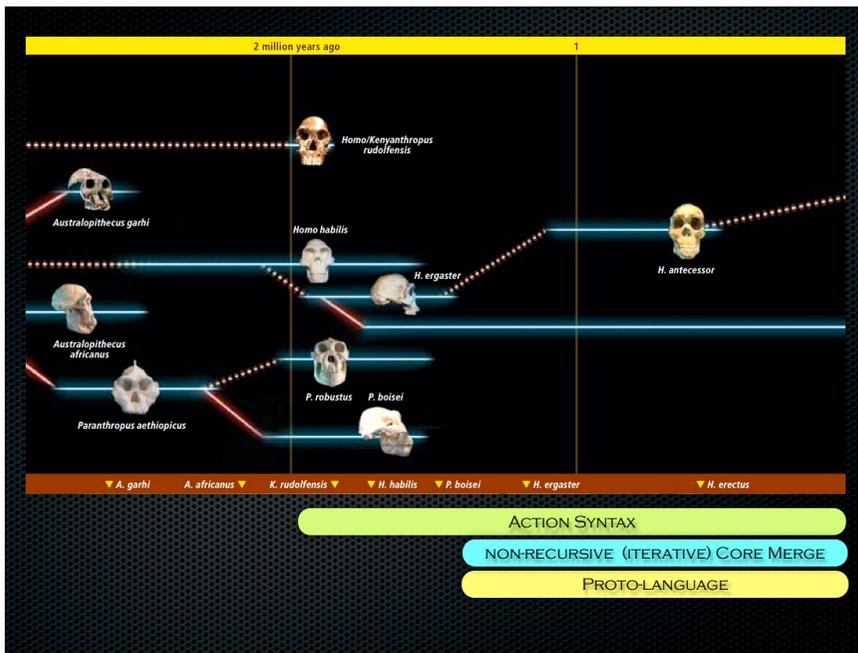 2 million years ago 1
Homo/Kenyanthropus
rudolfensis
Australopithecus garhi
Homo habilis
H. ergaster
H. antecessor
Australopithecus
africanus
P. robustus P. boisei
Paranthropus aethiopicus
▼ A. garhi A. africanus ▼ K. rudolfensis ▼ ▼ H. habilis ▼ P. boisei ▼ H. ergaster ▼ H. erectus
ACTION SYNTAX
NON-RECURSIVE (ITERATIVE) CORE MERGE
PROTO-LANGUAGE